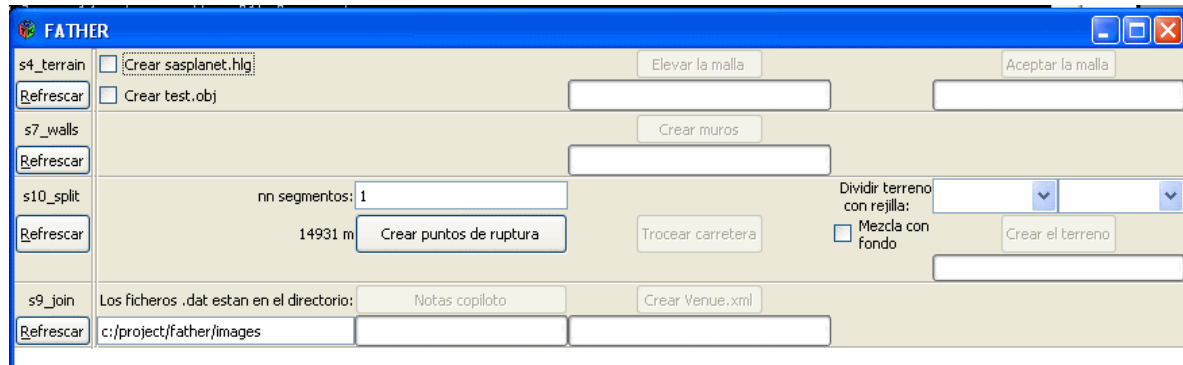 FATHER
s4_terrain Crear sasplanet.hlg Elevar la malla Aceptar la malla
Refrescar Crear test.obj
s7_walls Crear muros
Refrescar
s10_split nn segmentos: 1 Dividir terreno
con rejilla:
Refrescar 14931 m Crear puntos de ruptura Trocear carretera Mezcla con
fondo Crear el terreno
s9_join Los ficheros .dat estan en el directorio: Notas copiloto Crear Venue.xml
Refrescar c:/project/father/images